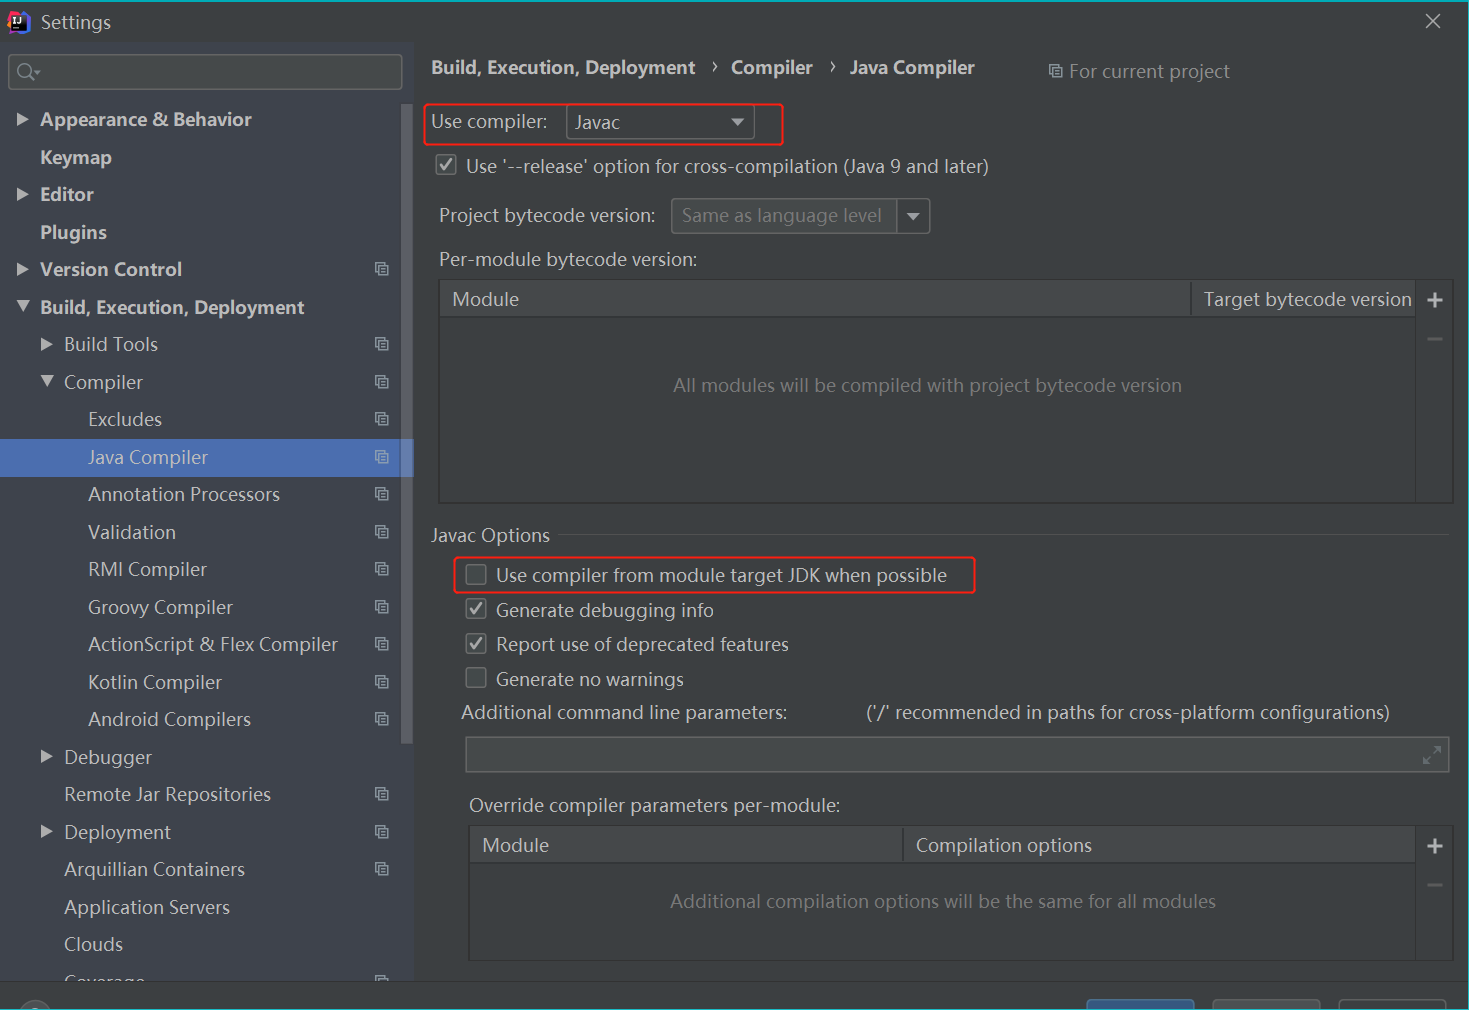 Settings
Appearance & Behavior
Keymap
Editor
Plugins
Version Control
Build, Execution, Deployment
Build Tools
Compiler
Excludes
Java Compiler
Annotation Processors
Validation
RMI Compiler
Groovy Compiler
ActionScript & Flex Compiler
Kotlin Compiler
Android Compilers
Debugger
Remote Jar Repositories
Deployment
Arquillian Containers
Application Servers
Clouds
Coverage
Build, Execution, Deployment › Compiler › Java Compiler For current project
Use compiler: Javac
Use '--release' option for cross-compilation (Java 9 and later)
Project bytecode version: Same as language level
Per-module bytecode version:
Module Target bytecode version
All modules will be compiled with project bytecode version
Javac Options
Use compiler from module target JDK when possible
Generate debugging info
Report use of deprecated features
Generate no warnings
Additional command line parameters: ('/' recommended in paths for cross-platform configurations)
Override compiler parameters per-module:
Module Compilation options
Additional compilation options will be the same for all modules